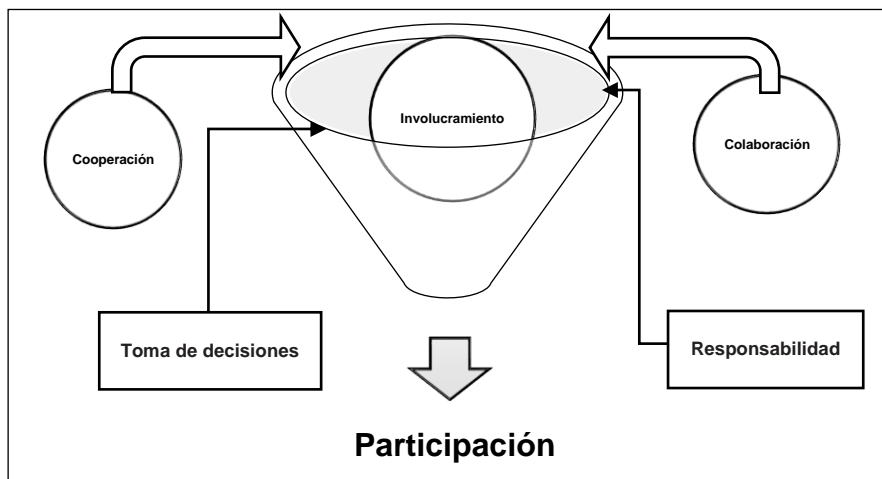 Involucramiento
Cooperación
Colaboración
Toma de decisiones
Responsabilidad
Participación